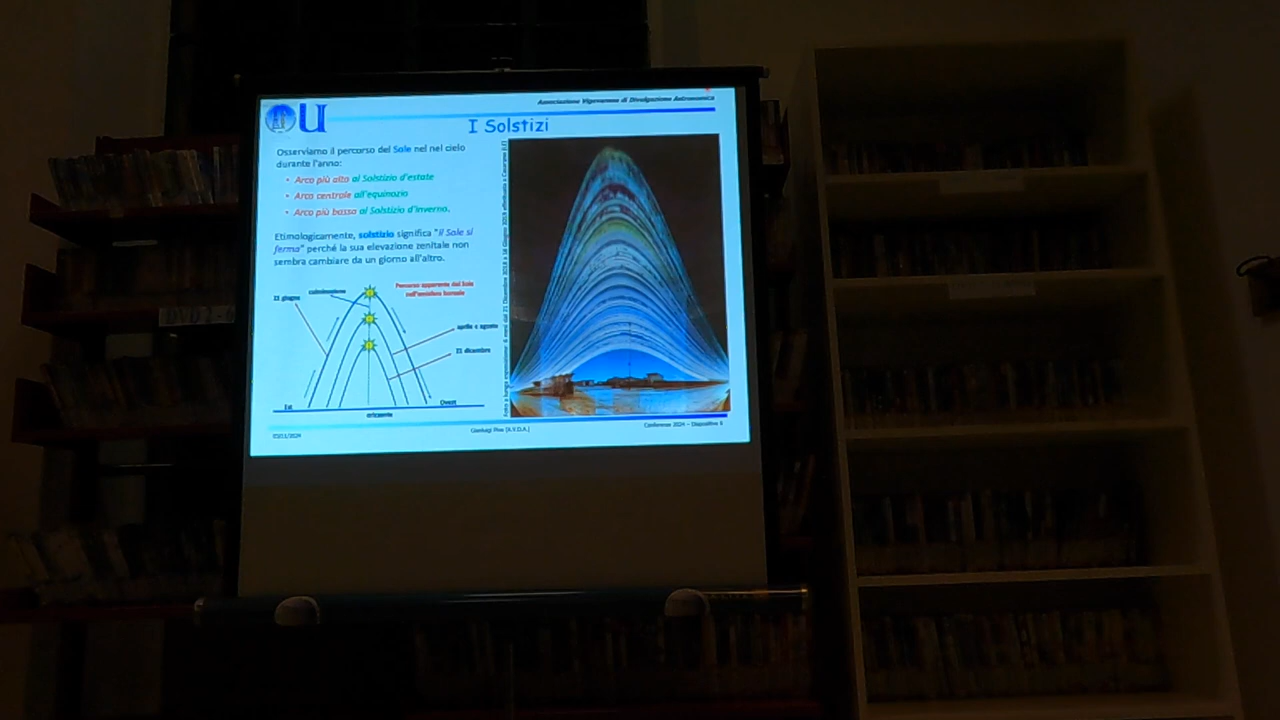 U
Associazione Vigevanese di Divulgazione Astronomica
I Solstizi
Osserviamo il percorso del Sole nel nel cielo
durante l'anno:
• Arco più alto al Solstizio d'estate
• Arco centrale all'equinozio
• Arco più basso al Solstizio d'inverno.
Etimologicamente, solstizio significa "il Sole si
ferma" perché la sua elevazione zenitale non
sembra cambiare da un giorno all'altro.
Percorso apparente del Sole
nell'emisfero boreale
culminazione
21 giugno
aprile e agosto
21 dicembre
Est
Ovest
orizzonte
Gianluigi Pino (A.V.D.A.)
Conferenze 2024 - Diapositiva